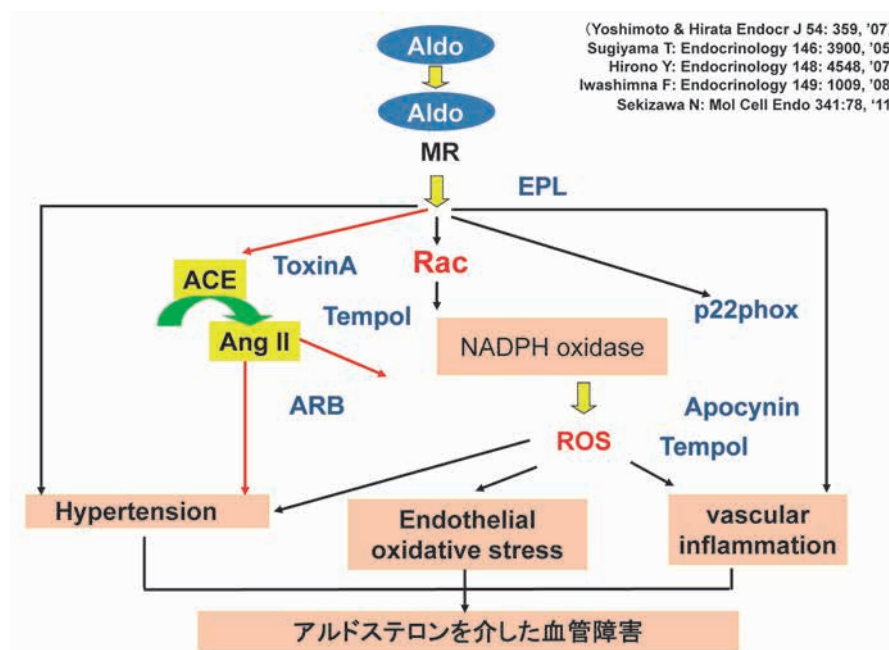 Aldo
(Yoshimoto & Hirata Endocr J 54: 359, '07
Sugiyama T: Endocrinology 146: 3900, '05
Hirono Y: Endocrinology 148: 4548, '07
Iwashimna F: Endocrinology 149: 1009, '08
Sekizawa N: Mol Cell Endo 341:78, '11
Aldo
MR
EPL
ToxinA
Rac
ACE
Tempol
p22phox
Ang II
NADPH oxidase
ARB
Apocynin
ROS
Tempol
Hypertension
Endothelial
oxidative stress
vascular
inflammation
アルドステロンを介した血管障害